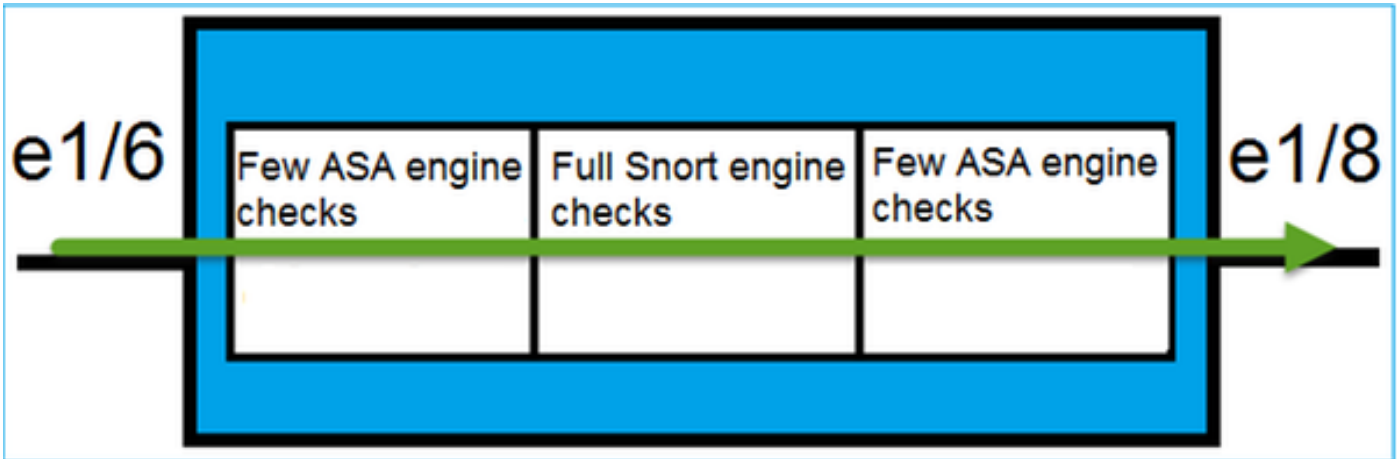 e1/6
Few ASA engine
checks
Full Snort engine
checks
Few ASA engine
checks
e1/8